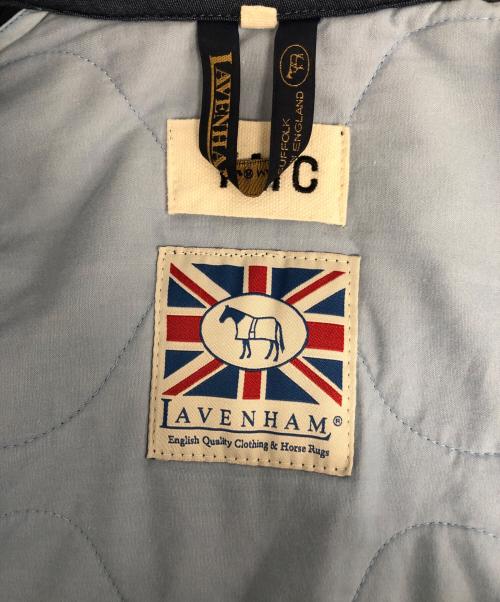 LAVENHAM
SUFFOLK
ENGLAND
C
LAVENHAM®
English Quality Clothing & Horse Rugs